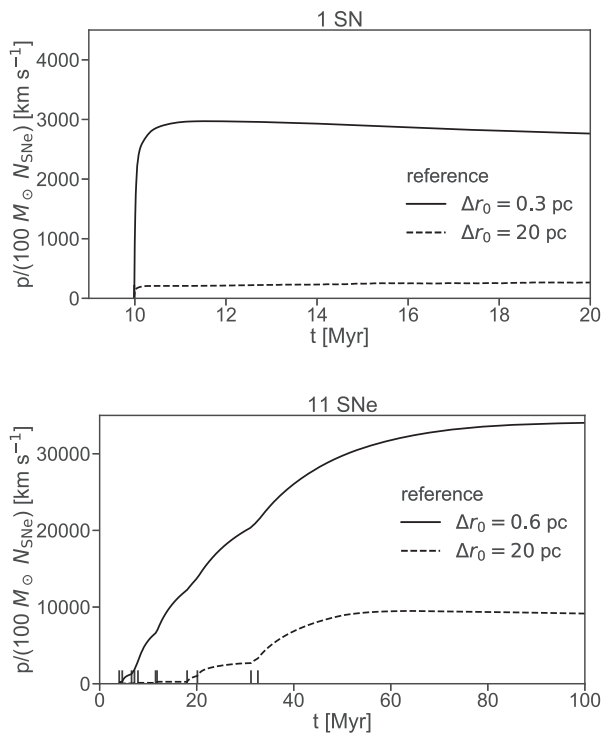 1 SN
p/(100 M⊙ N_SNe) [km s⁻¹]
4000
3000
2000
1000
0
reference
Δr₀ = 0.3 pc
Δr₀ = 20 pc
10 12 14 16 18 20
t [Myr]
11 SNe
p/(100 M⊙ N_SNe) [km s⁻¹]
30000
20000
10000
0
reference
Δr₀ = 0.6 pc
Δr₀ = 20 pc
0 20 40 60 80 100
t [Myr]